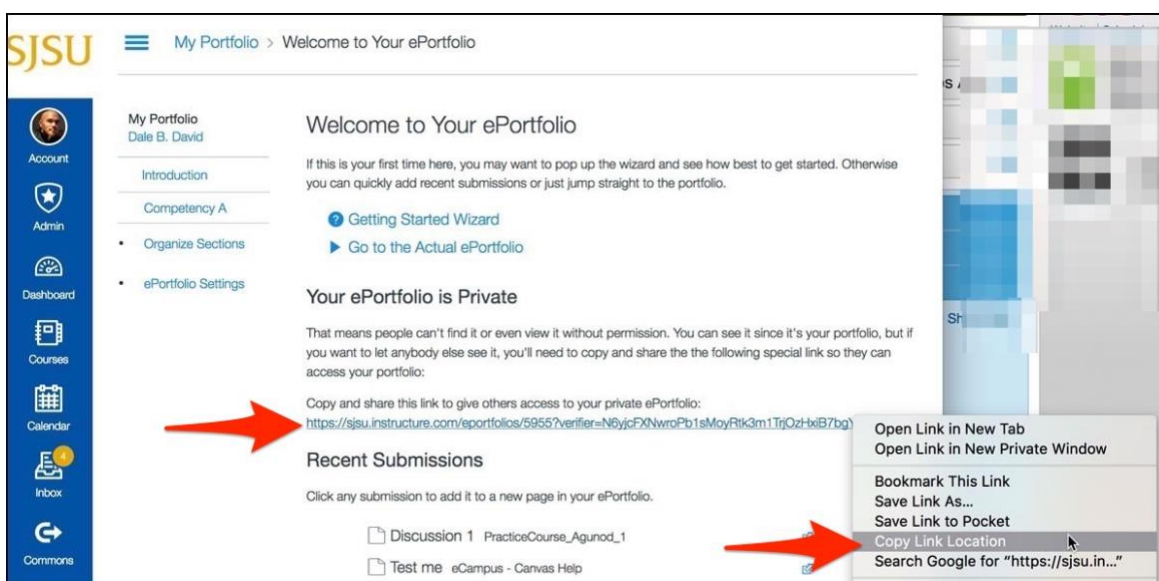 SJSU
My Portfolio > Welcome to Your ePortfolio
Account
Admin
Dashboard
Courses
Calendar
4
Inbox
Commons
My Portfolio
Dale B. David
Introduction
Competency A
• Organize Sections
• ePortfolio Settings
Welcome to Your ePortfolio
If this is your first time here, you may want to pop up the wizard and see how best to get started. Otherwise
you can quickly add recent submissions or just jump straight to the portfolio.
Getting Started Wizard
Go to the Actual ePortfolio
Your ePortfolio is Private
That means people can't find it or even view it without permission. You can see it since it's your portfolio, but if
you want to let anybody else see it, you'll need to copy and share the the following special link so they can
access your portfolio:
Copy and share this link to give others access to your private ePortfolio:
https://sjsu.instructure.com/eportfolios/5955?verifier=N6yjcFXNwroPb1sMoyRtk3m1TrjOzHxiB7bgY
Recent Submissions
Click any submission to add it to a new page in your ePortfolio.
Discussion 1 PracticeCourse_Agunod_1
Test me eCampus - Canvas Help
Open Link in New Tab
Open Link in New Private Window
Bookmark This Link
Save Link As...
Save Link to Pocket
Copy Link Location
Search Google for "https://sjsu.in..."